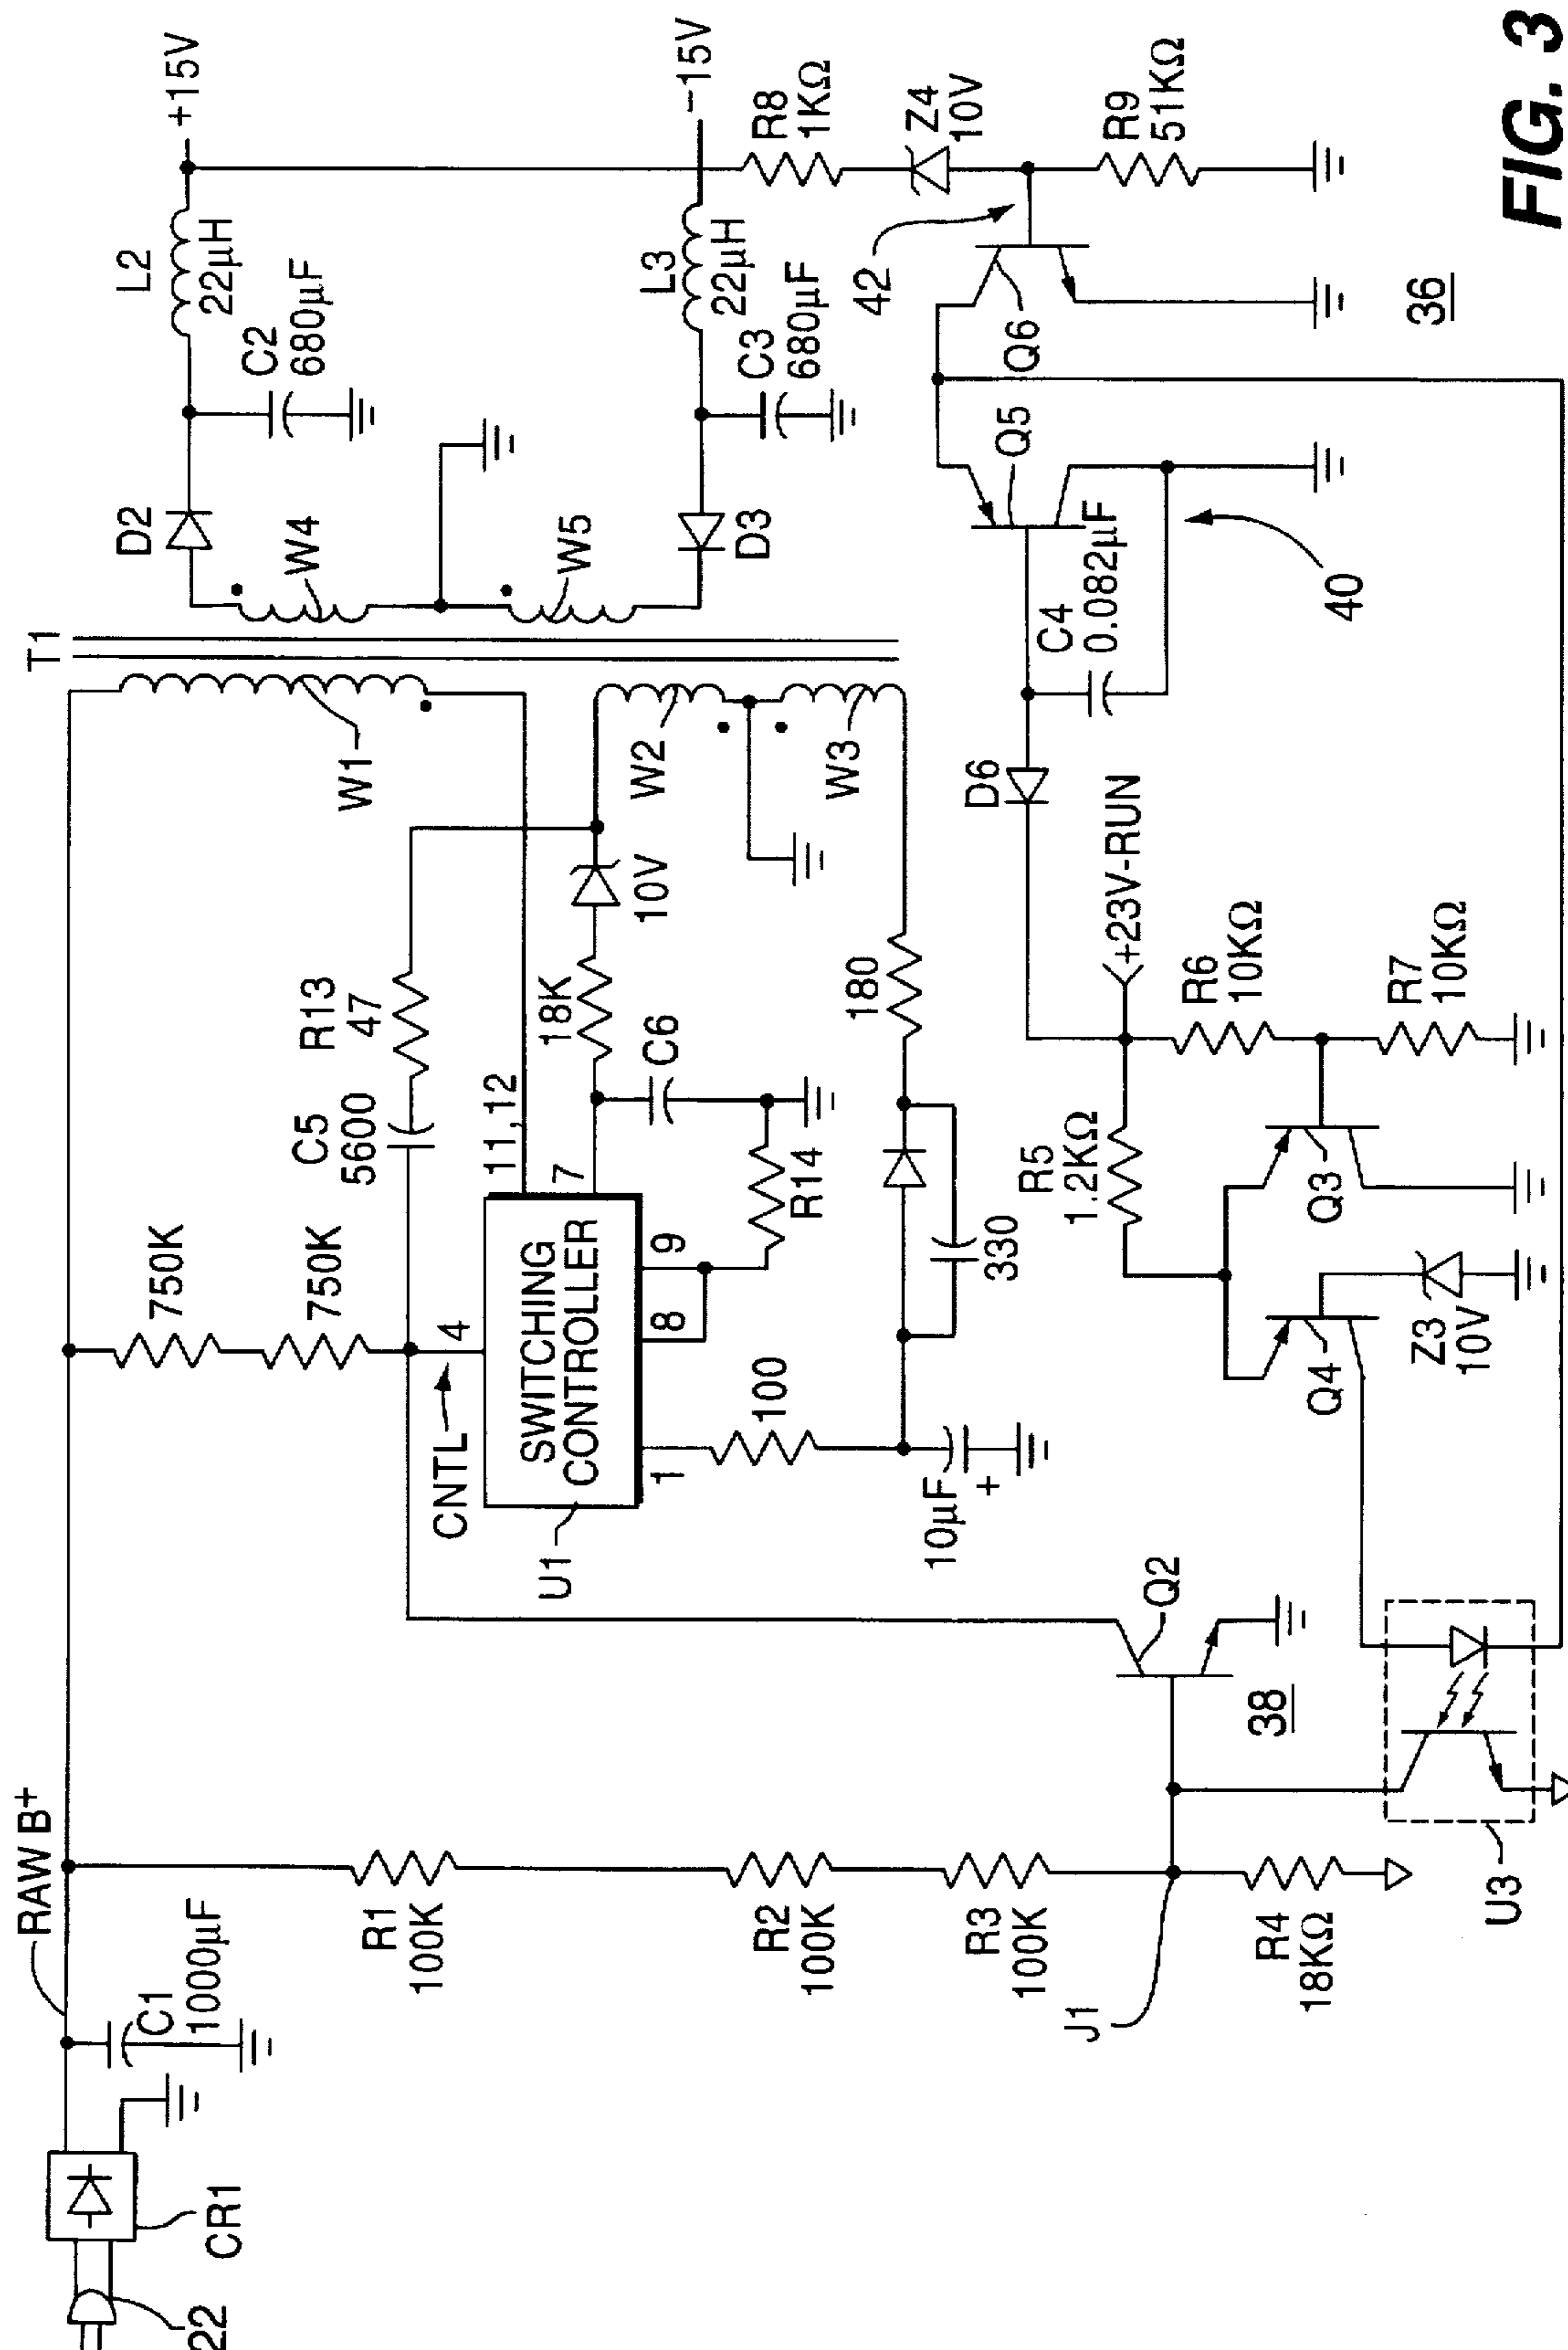 22
CR1
C1
1000µF
RAW B+
R1
100K
R2
100K
R3
100K
J1
R4
18KΩ
U3
38
Q2
750K
750K
CNTL
4
U1
SWITCHING
CONTROLLER
11,12
7
8
9
1
C5
5600
R13
47
18K
10V
C6
R14
100
10µF
+
330
180
T1
W1
W2
W3
W4
W5
D2
D3
C2
680µF
L2
22µH
+15V
C3
680µF
L3
22µH
-15V
R8
1KΩ
Z4
10V
R9
51KΩ
42
Q6
36
Q5
C4
0.082µF
40
D6
+23V-RUN
R5
1.2KΩ
R6
10KΩ
R7
10KΩ
Q3
Q4
Z3
10V
FIG. 3